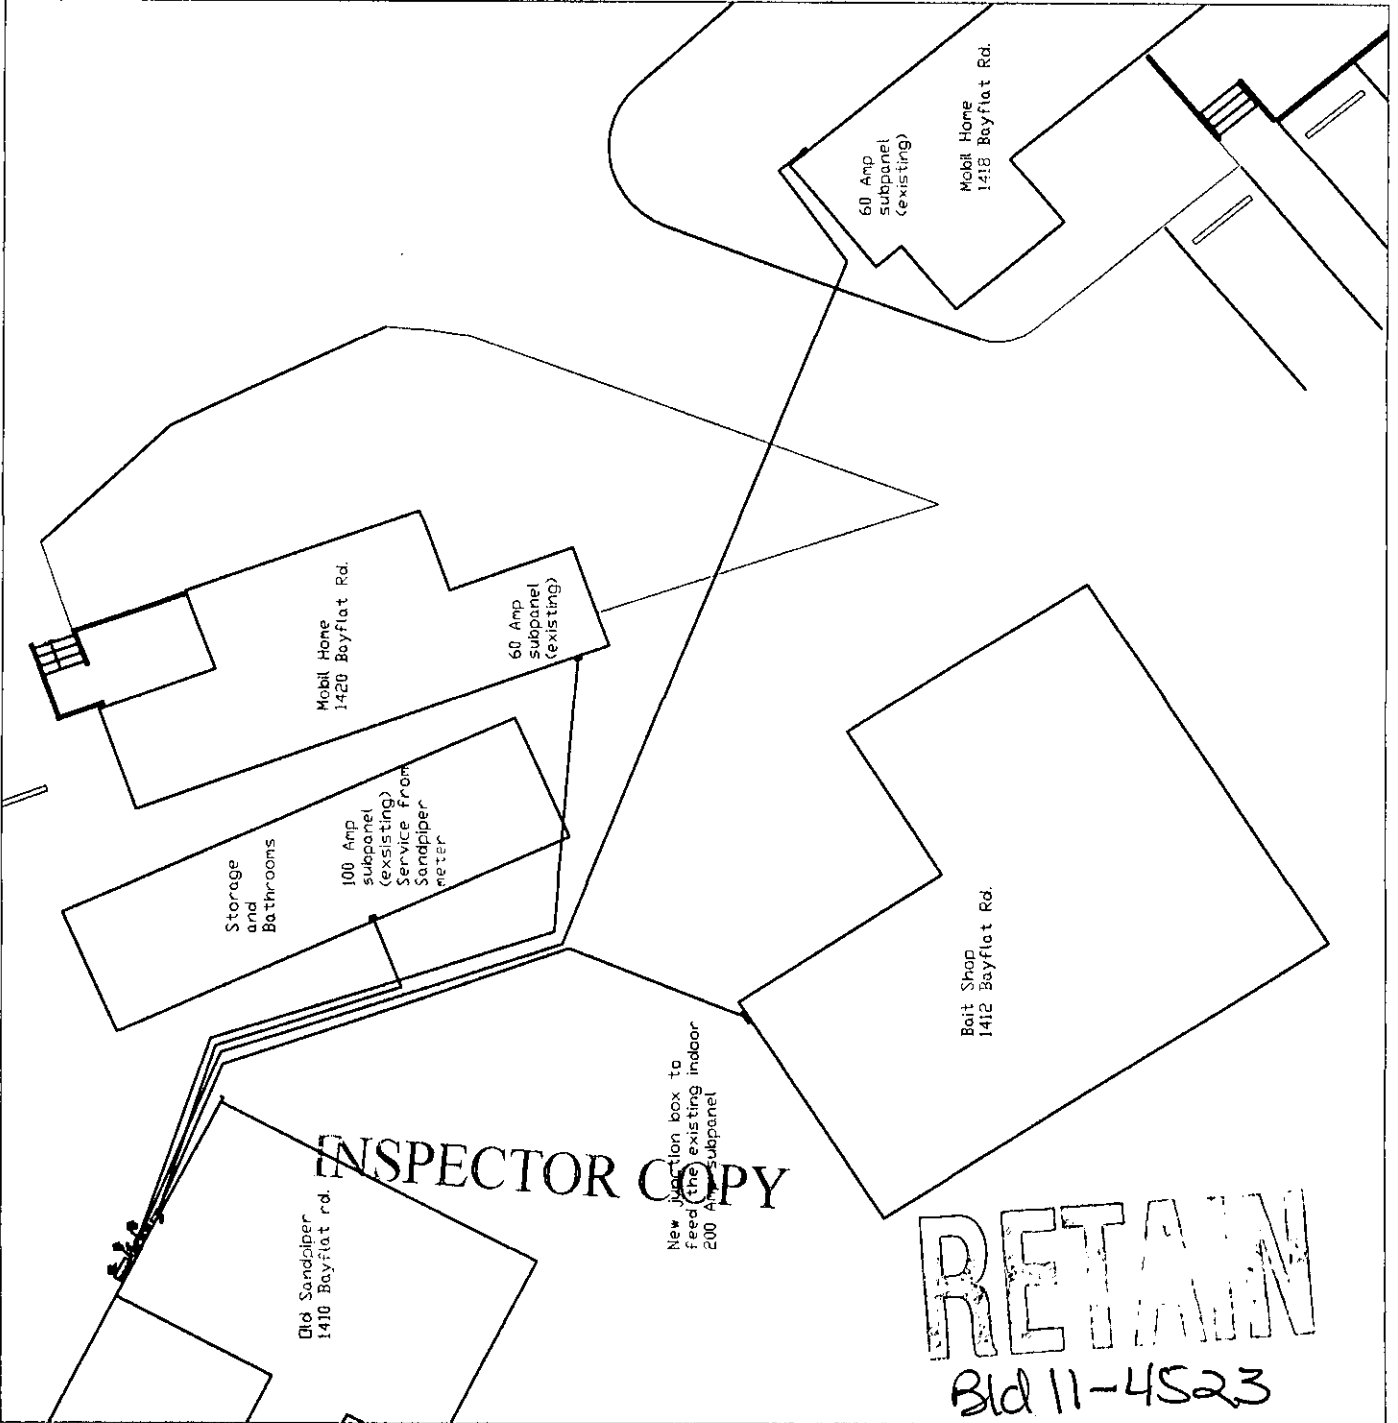 Mobil Home
1418 Bayflat Rd.
60 Amp
subpanel
(existing)
Mobil Home
1420 Bayflat Rd.
60 Amp
subpanel
(existing)
Storage
and
Bathrooms
100 Amp
subpanel
(exsisting)
Service from
Sandpiper
meter
Bait Shop
1412 Bayflat Rd.
New junction box to
feed the existing indoor
200 Amp subpanel
Old Sandpiper
1410 Bayflat rd.
INSPECTOR COPY
RETAIN
Bld 11-4523